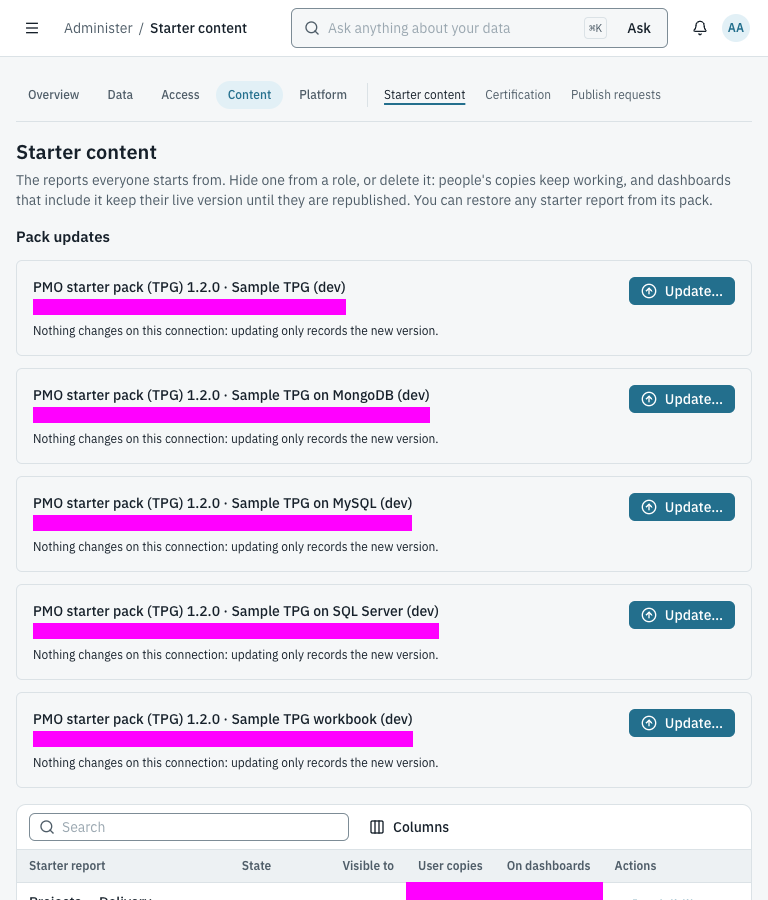 Administer / Starter content
Ask anything about your data
⌘K
Ask
AA
Overview
Data
Access
Content
Platform
Starter content
Certification
Publish requests
Starter content
The reports everyone starts from. Hide one from a role, or delete it: people's copies keep working, and dashboards
that include it keep their live version until they are republished. You can restore any starter report from its pack.
Pack updates
PMO starter pack (TPG) 1.2.0 · Sample TPG (dev)
Update...
Nothing changes on this connection: updating only records the new version.
PMO starter pack (TPG) 1.2.0 · Sample TPG on MongoDB (dev)
Update...
Nothing changes on this connection: updating only records the new version.
PMO starter pack (TPG) 1.2.0 · Sample TPG on MySQL (dev)
Update...
Nothing changes on this connection: updating only records the new version.
PMO starter pack (TPG) 1.2.0 · Sample TPG on SQL Server (dev)
Update...
Nothing changes on this connection: updating only records the new version.
PMO starter pack (TPG) 1.2.0 · Sample TPG workbook (dev)
Update...
Nothing changes on this connection: updating only records the new version.
Search
Columns
Starter report
State
Visible to
User copies
On dashboards
Actions